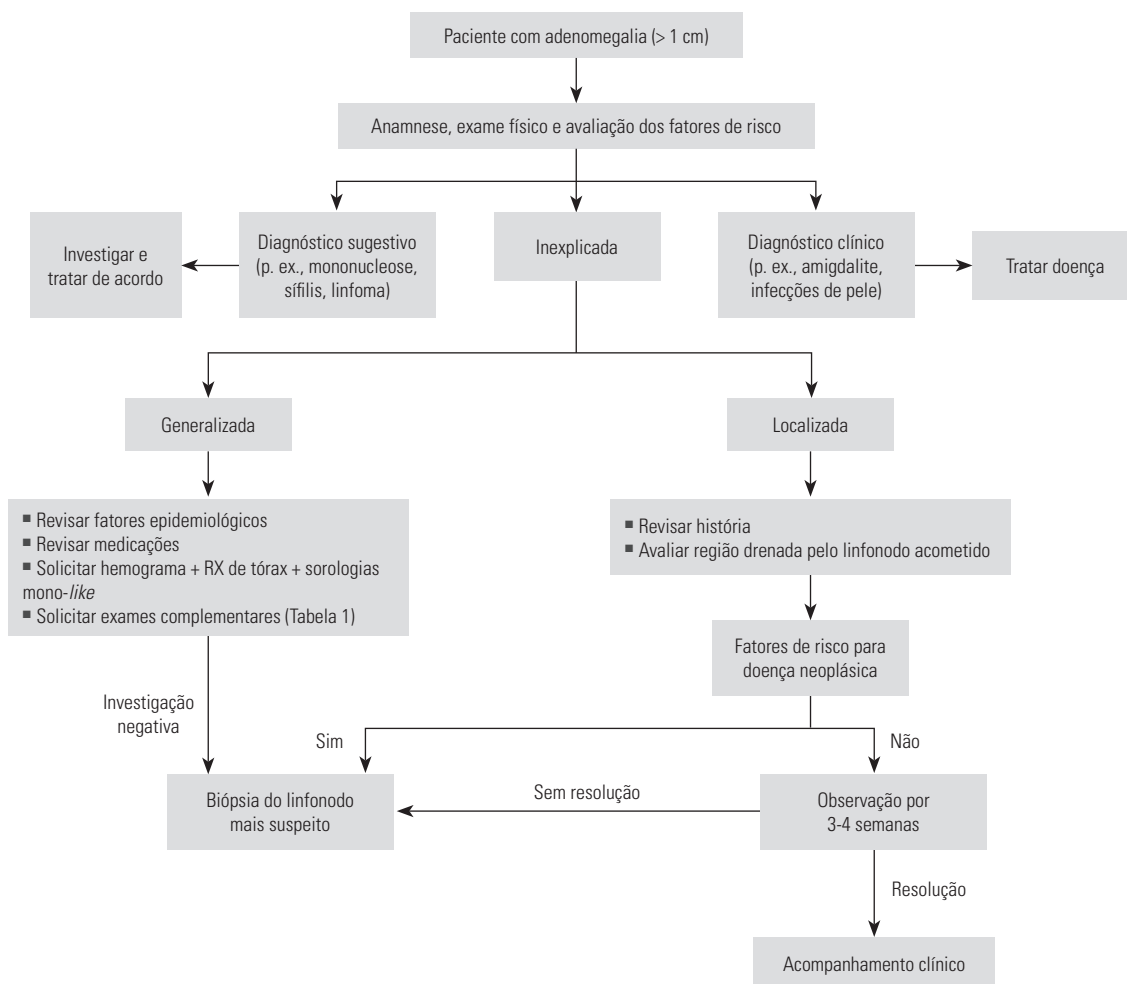 Paciente com adenomegalia (> 1 cm)
Anamnese, exame físico e avaliação dos fatores de risco
Investigar e
tratar de acordo
Diagnóstico sugestivo
(p. ex., mononucleose,
sífilis, linfoma)
Inexplicada
Diagnóstico clínico
(p. ex., amigdalite,
infecções de pele)
Tratar doença
Generalizada
Localizada
■ Revisar fatores epidemiológicos
■ Revisar medicações
■ Solicitar hemograma + RX de tórax + sorologias
mono-like
■ Solicitar exames complementares (Tabela 1)
■ Revisar história
■ Avaliar região drenada pelo linfonodo acometido
Fatores de risco para
doença neoplásica
Investigação
negativa
Sim
Não
Biópsia do linfonodo
mais suspeito
Sem resolução
Observação por
3-4 semanas
Resolução
Acompanhamento clínico